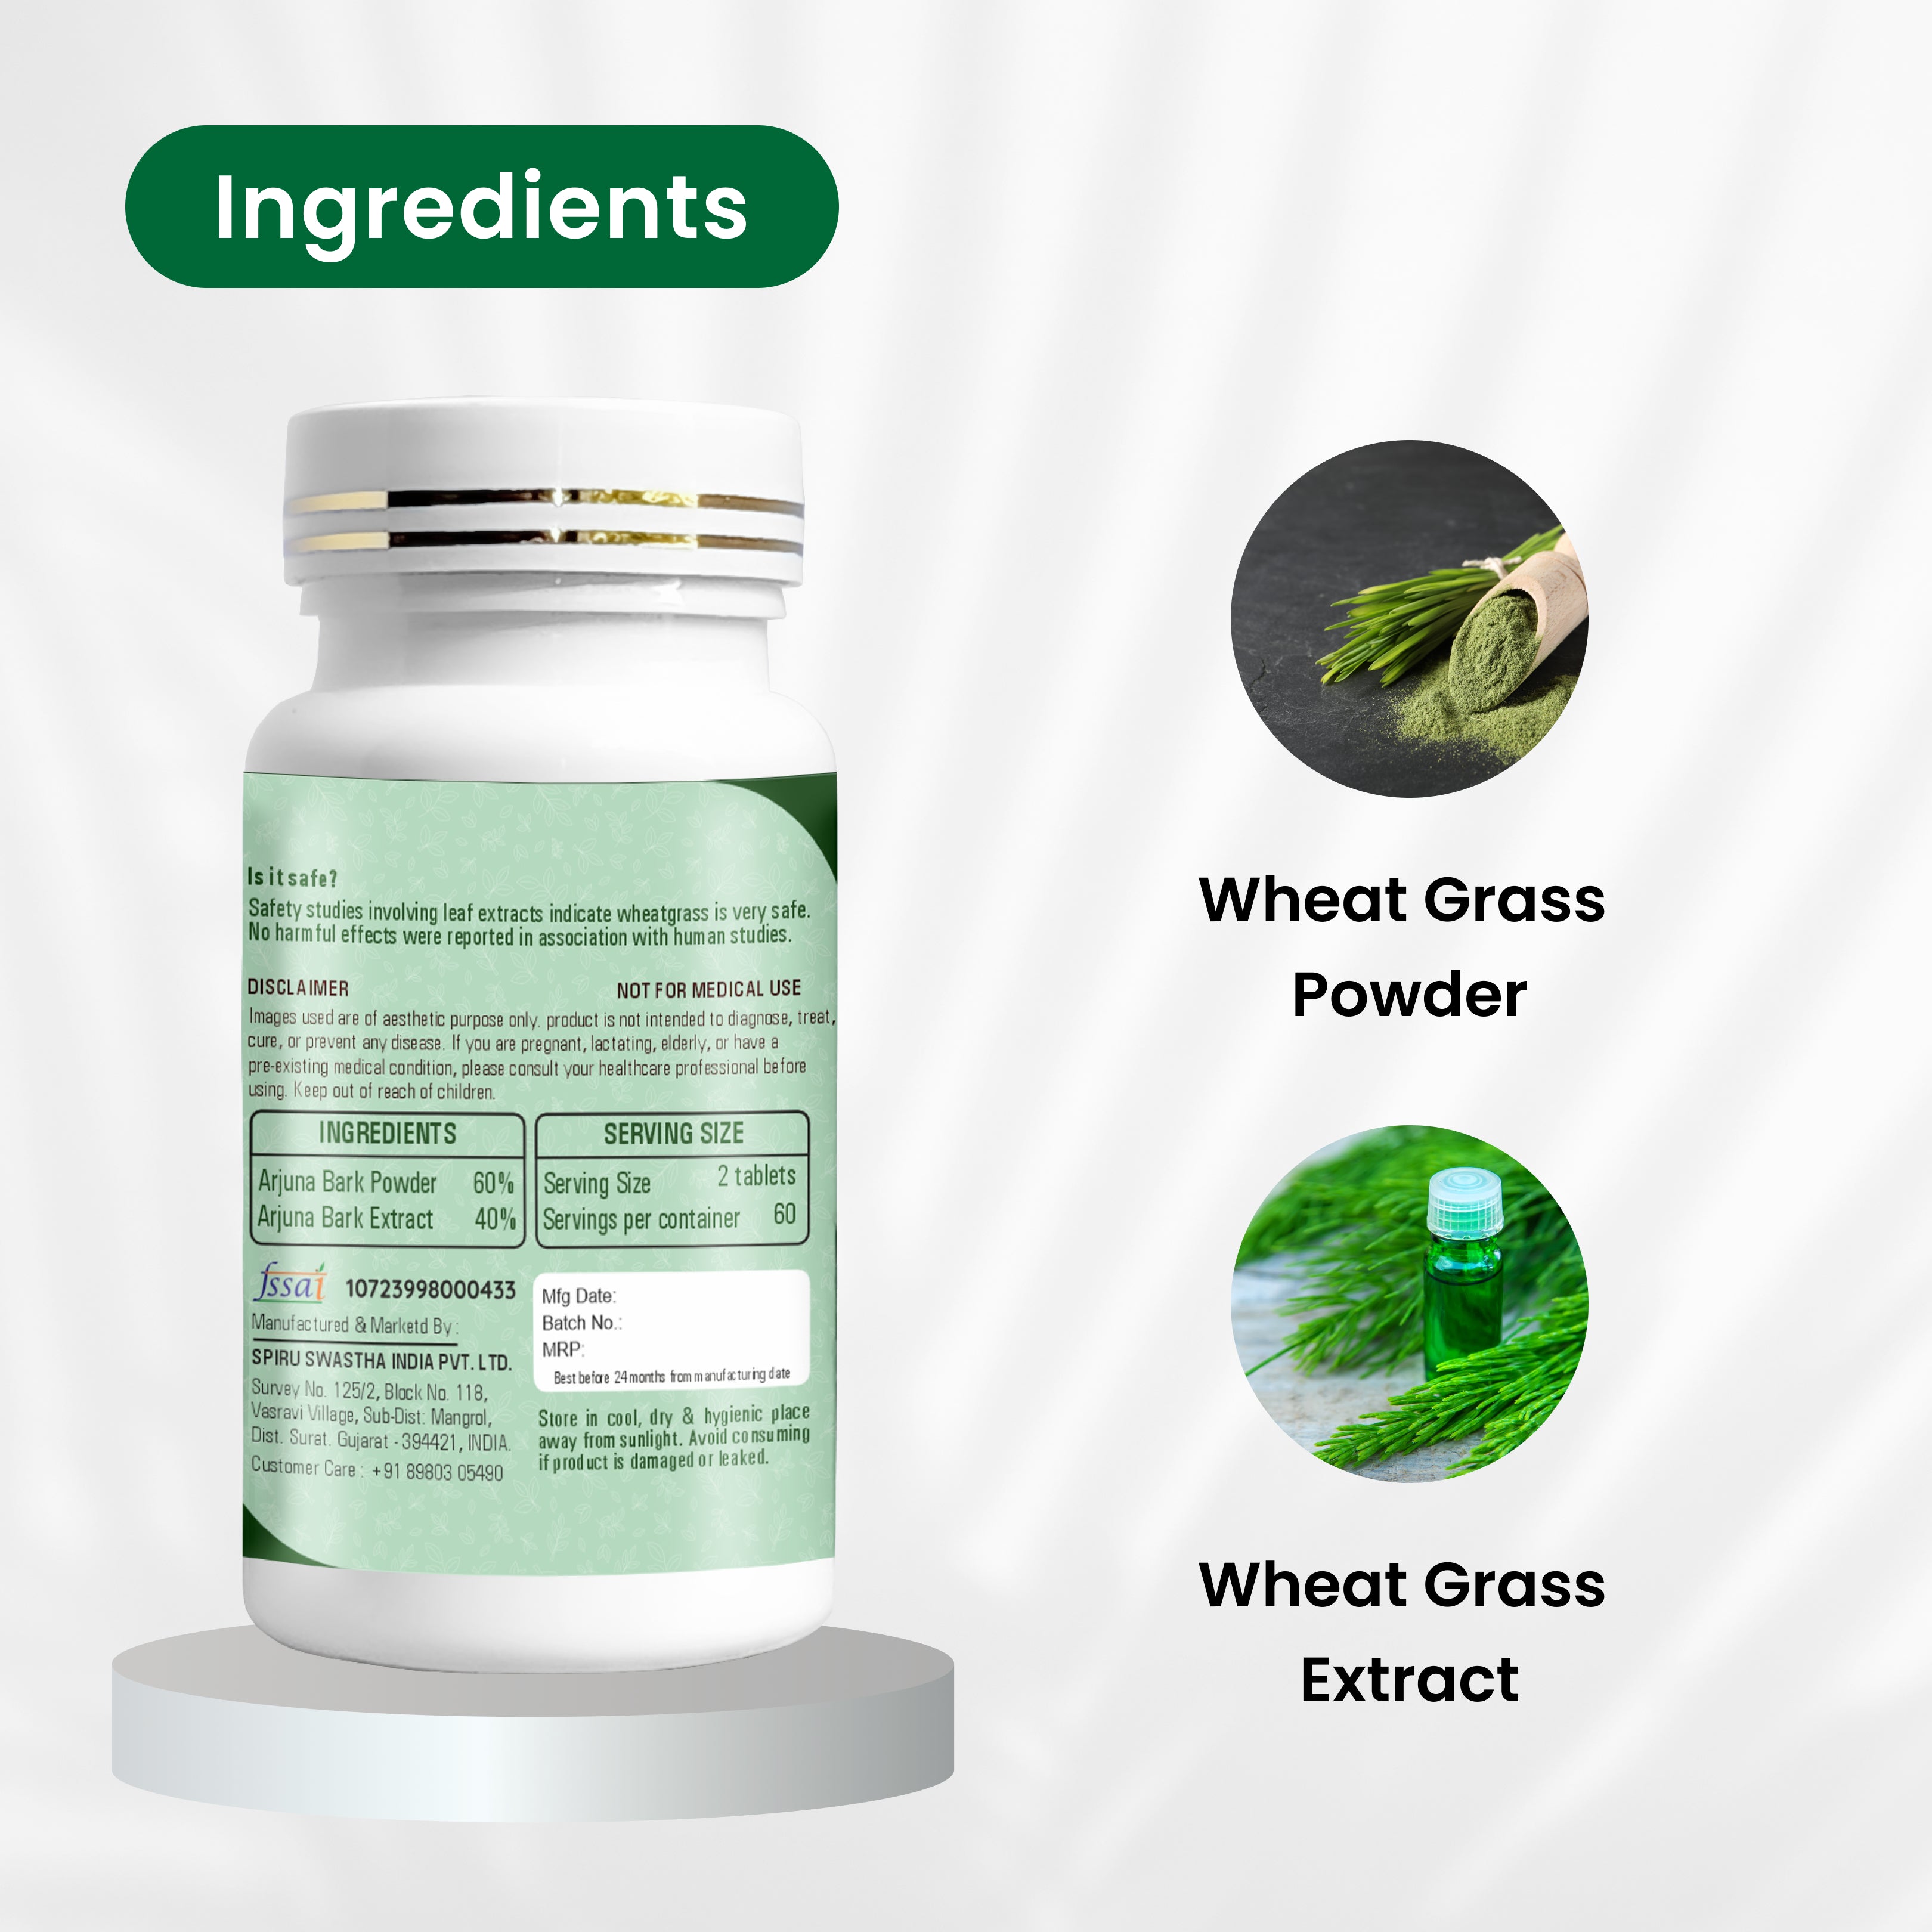 Ingredients
Is it safe?
Safety studies involving leaf extracts indicate wheatgrass is very safe.
No harmful effects were reported in association with human studies.
DISCLAIMER NOT FOR MEDICAL USE
Images used are of aesthetic purpose only. product is not intended to diagnose, treat,
cure, or prevent any disease. If you are pregnant, lactating, elderly, or have a
pre-existing medical condition, please consult your healthcare professional before
using. Keep out of reach of children.
INGREDIENTS
Arjuna Bark Powder 60%
Arjuna Bark Extract 40%
SERVING SIZE
Serving Size 2 tablets
Servings per container 60
fssai 10723998000433
Manufactured & Marketd By :
SPIRU SWASTHA INDIA PVT. LTD.
Survey No. 125/2, Block No. 118,
Vasravi Village, Sub-Dist: Mangrol,
Dist. Surat. Gujarat - 394421, INDIA.
Customer Care : +91 89803 05490
Mfg Date:
Batch No.:
MRP:
Best before 24 months from manufacturing date
Store in cool, dry & hygienic place
away from sunlight. Avoid consuming
if product is damaged or leaked.
Wheat Grass
Powder
Wheat Grass
Extract